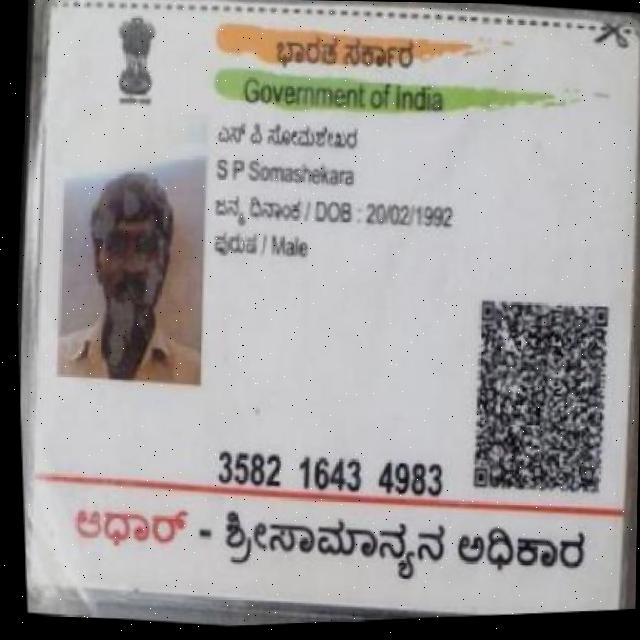 ಭಾರತ ಸರ್ಕಾರ
Government of India
ಎಸ್ ಪಿ ಸೋಮಶೇಖರ
S P Somashekara
ಜನ್ಮ ದಿನಾಂಕ / DOB : 20/02/1992
ಪುರುಷ / Male
3582 1643 4983
ಆಧಾರ್ - ಶ್ರೀಸಾಮಾನ್ಯನ ಅಧಿಕಾರ